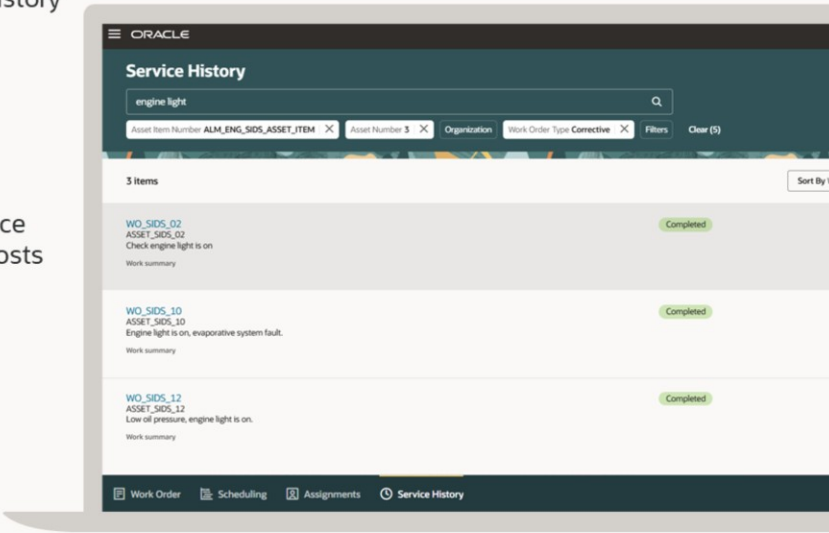 ORACLE
Service History
engine light
Asset Item Number ALM_ENG_SIDS_ASSET_ITEM Asset Number 3 Organization Work Order Type Corrective Filters Clear (5)
3 items
Sort By
ce
osts
WO_SIDS_02
Completed
ASSET_SIDS_02
Check engine light is on
Work summary
WO_SIDS_10
Completed
ASSET_SIDS_10
Engine light is on, evaporative system fault.
Work summary
WO_SIDS_12
Completed
ASSET_SIDS_12
Low oil pressure, engine light is on.
Work summary
Work Order Scheduling Assignments Service History